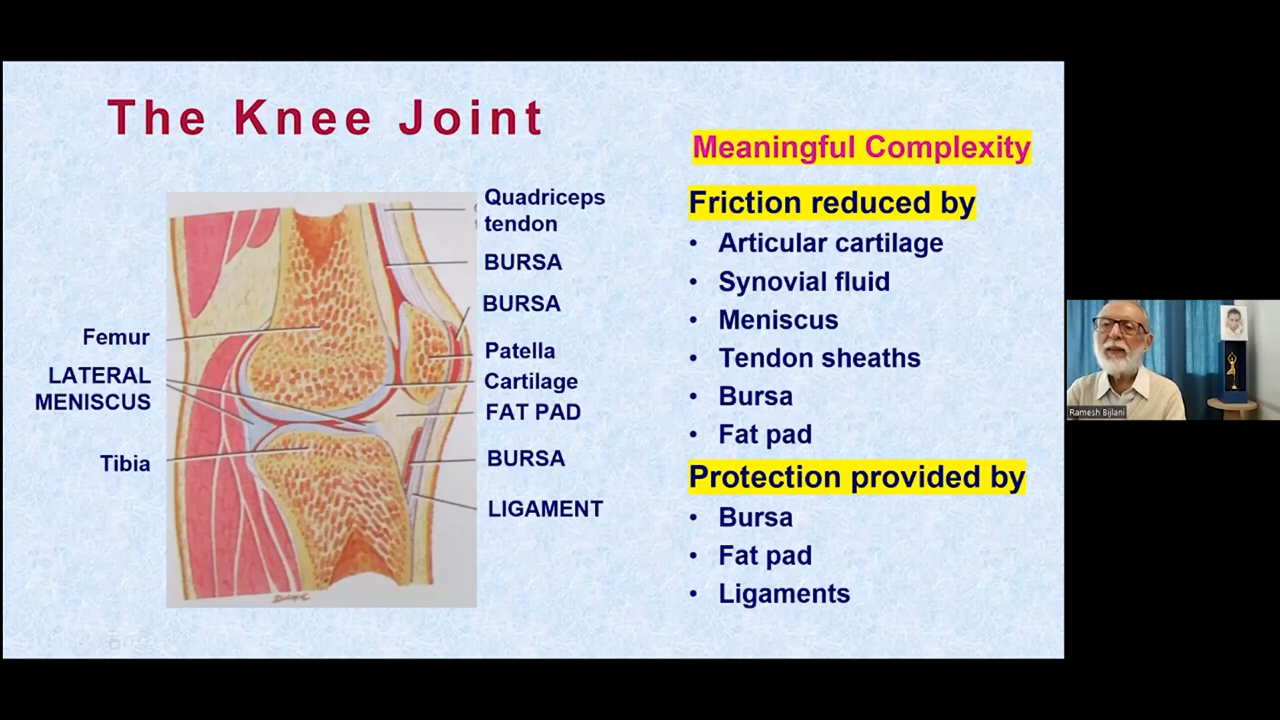 The Knee Joint
Quadriceps
tendon
BURSA
BURSA
Patella
Cartilage
FAT PAD
BURSA
LIGAMENT
Femur
LATERAL
MENISCUS
Tibia
Meaningful Complexity
Friction reduced by
• Articular cartilage
• Synovial fluid
• Meniscus
• Tendon sheaths
• Bursa
• Fat pad
Protection provided by
• Bursa
• Fat pad
• Ligaments
Ramesh Bijlani